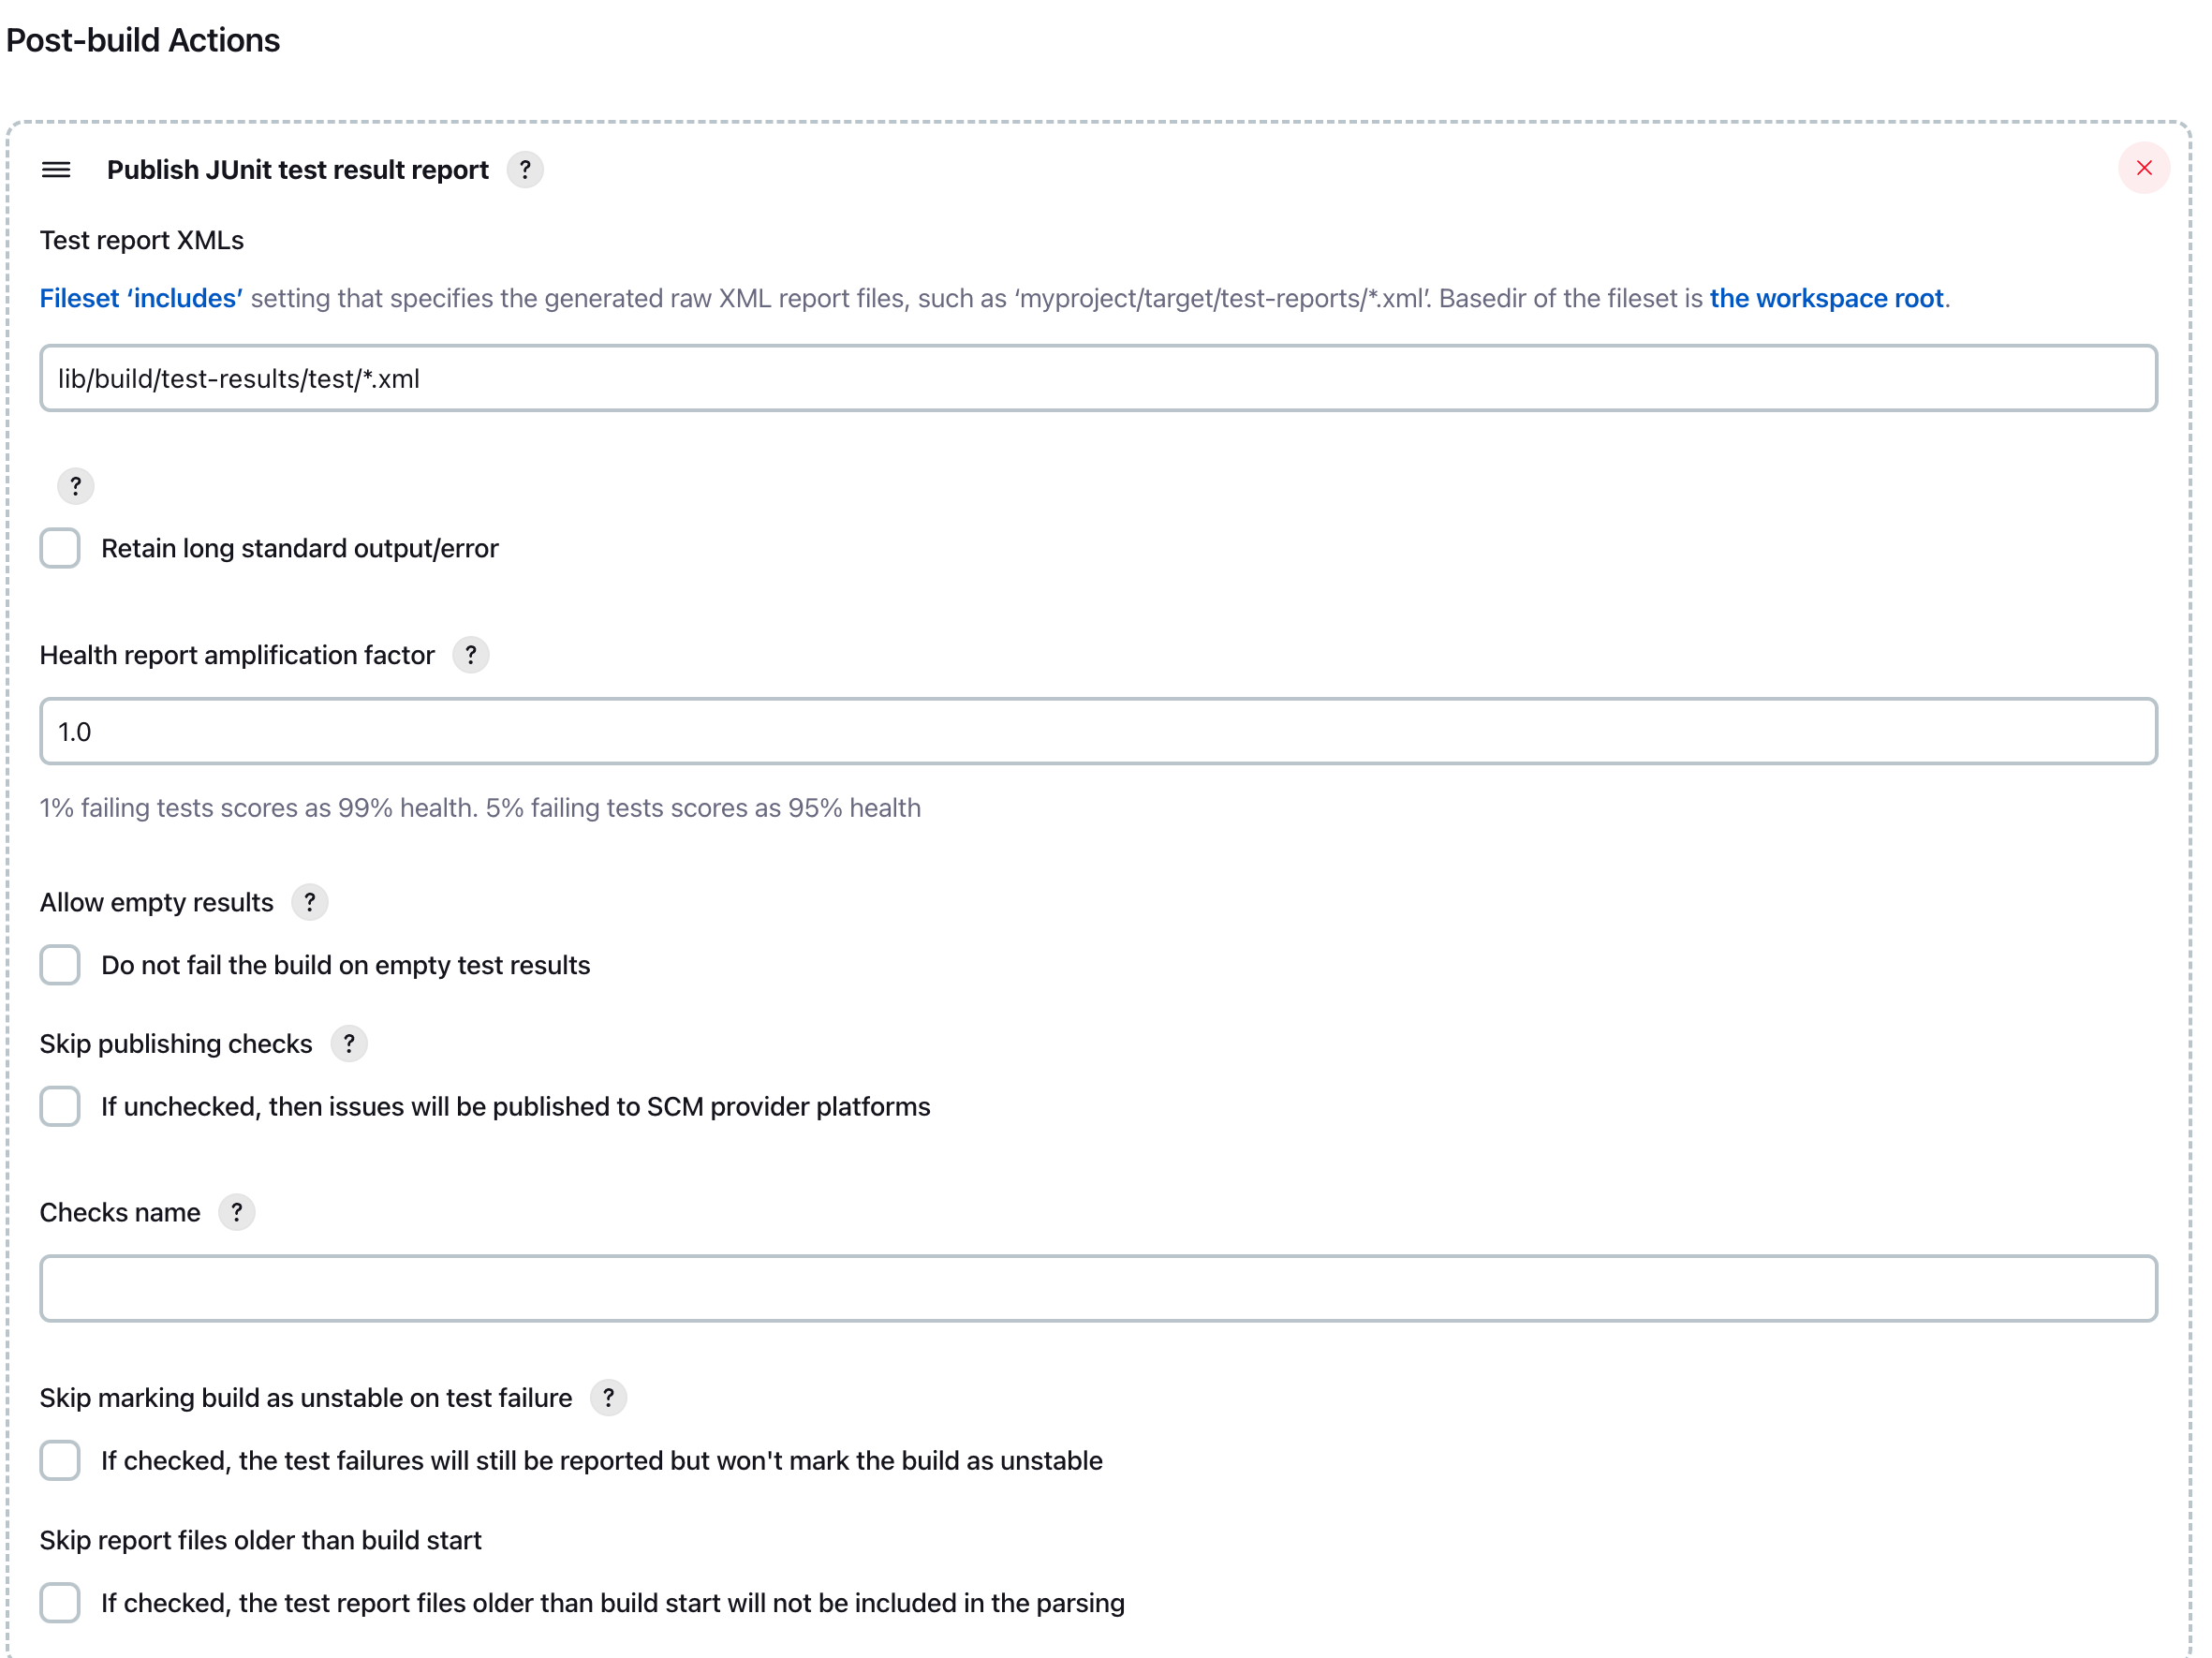 Post-build Actions
Publish JUnit test result report ?
Test report XMLs
Fileset ‘includes’ setting that specifies the generated raw XML report files, such as ‘myproject/target/test-reports/*.xml’. Basedir of the fileset is the workspace root.
lib/build/test-results/test/*.xml
?
Retain long standard output/error
Health report amplification factor ?
1.0
1% failing tests scores as 99% health. 5% failing tests scores as 95% health
Allow empty results ?
Do not fail the build on empty test results
Skip publishing checks ?
If unchecked, then issues will be published to SCM provider platforms
Checks name ?
Skip marking build as unstable on test failure ?
If checked, the test failures will still be reported but won't mark the build as unstable
Skip report files older than build start
If checked, the test report files older than build start will not be included in the parsing